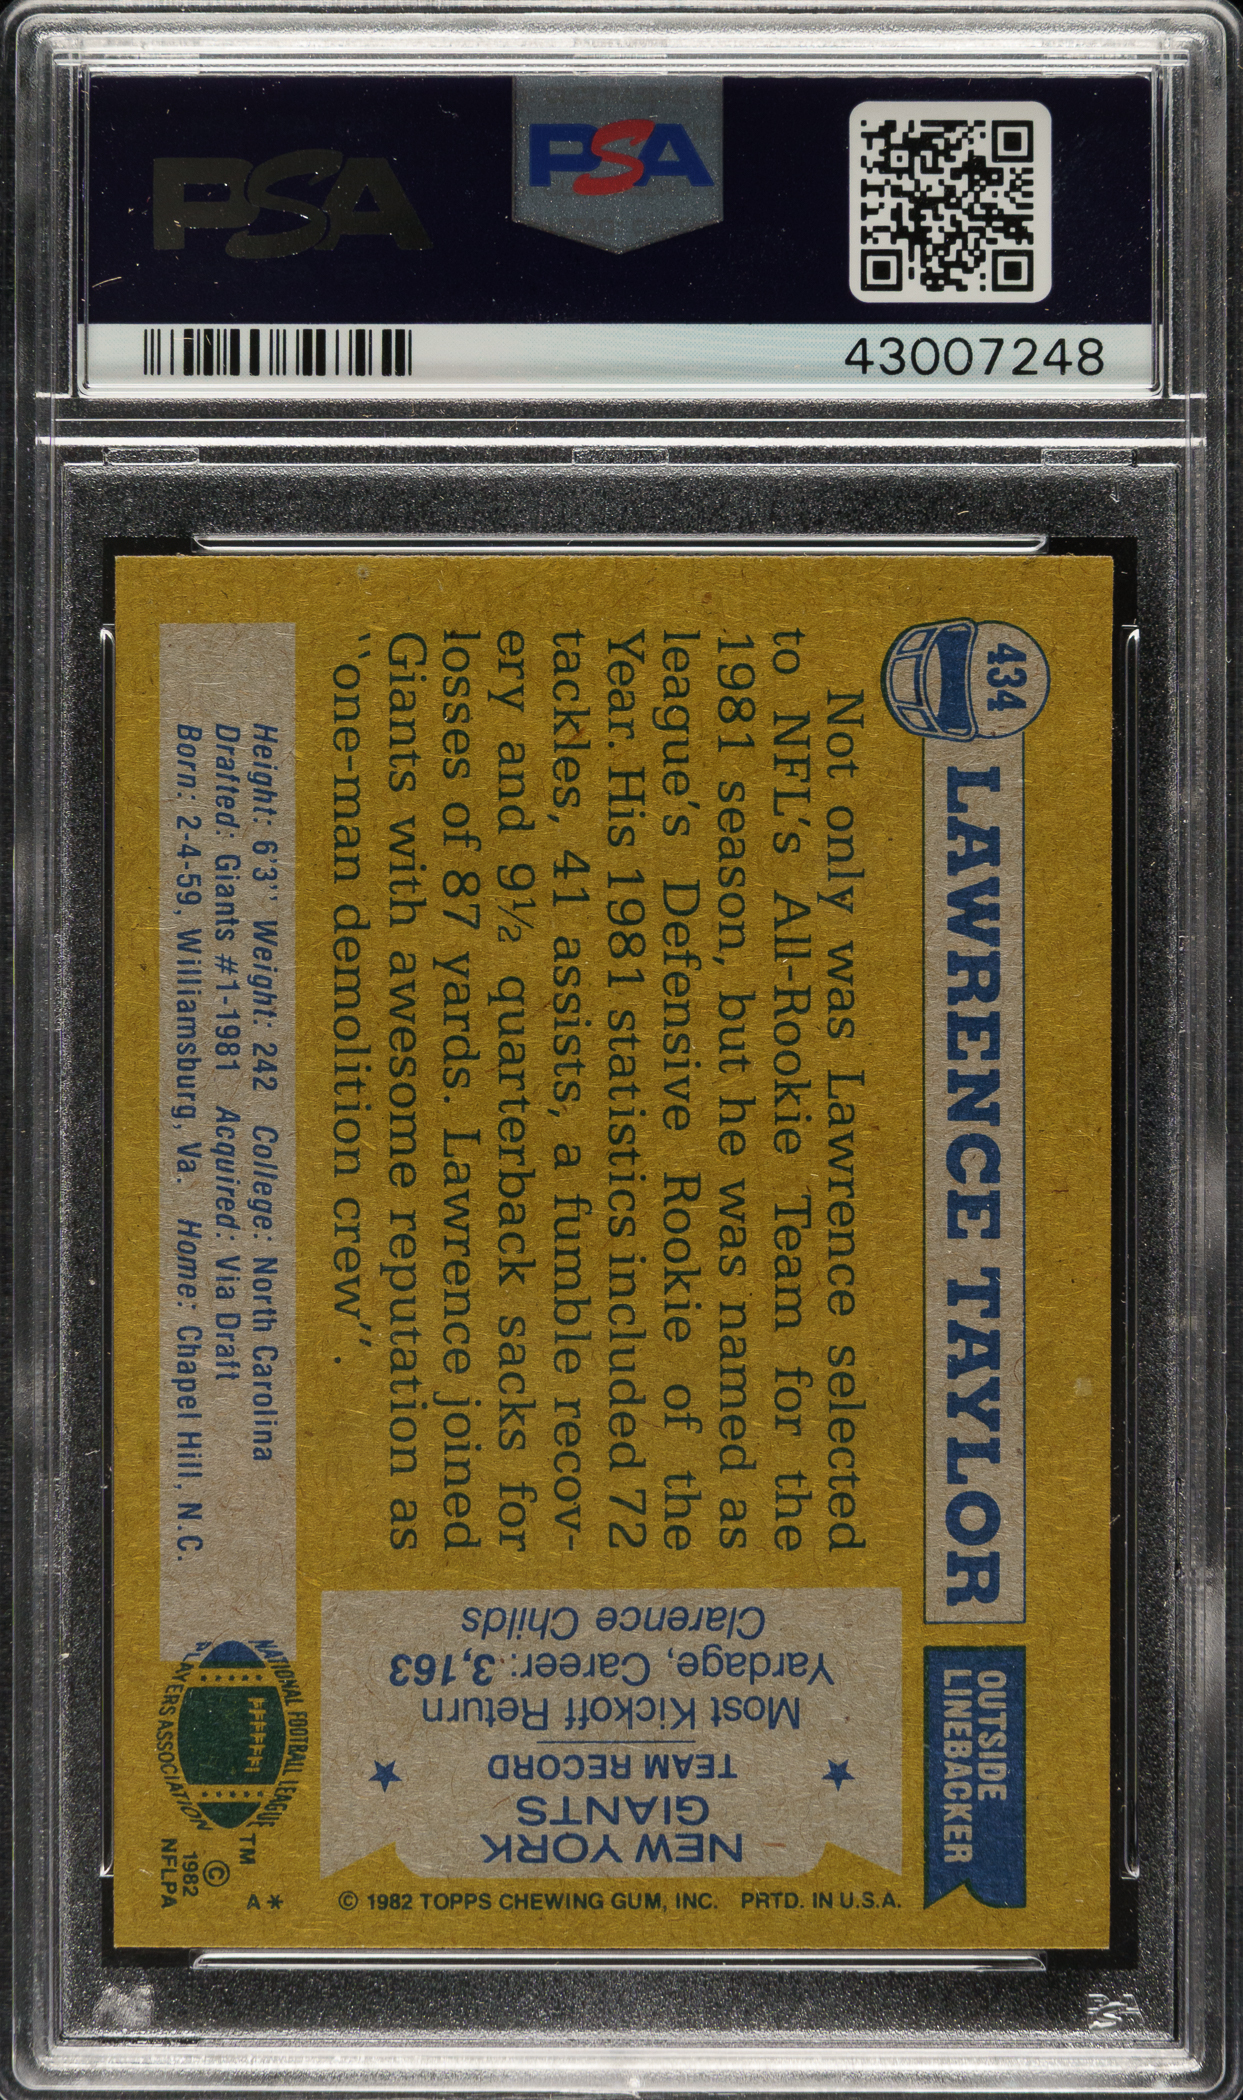 PSA
PSA
43007248
434
LAWRENCE TAYLOR
OUTSIDE
LINEBACKER
Not only was Lawrence selected
to NFL's All-Rookie Team for the
1981 season, but he was named as
league's Defensive Rookie of the
Year. His 1981 statistics included 72
tackles, 41 assists, a fumble recov-
ery and 9½ quarterback sacks for
losses of 87 yards. Lawrence joined
Giants with awesome reputation as
‘‘one-man demolition crew’’.
Height: 6'3'' Weight: 242 College: North Carolina
Drafted: Giants #1-1981 Acquired: Via Draft
Born: 2-4-59, Williamsburg, Va. Home: Chapel Hill, N.C.
NEW YORK
GIANTS
TEAM RECORD
Most Kickoff Return
Yardage, Career: 3,163
Clarence Childs
© 1982 TOPPS CHEWING GUM, INC. PRTD. IN U.S.A.
NATIONAL FOOTBALL LEAGUE
PLAYERS ASSOCIATION
TM
©
1982
NFLPA
A*
PSA